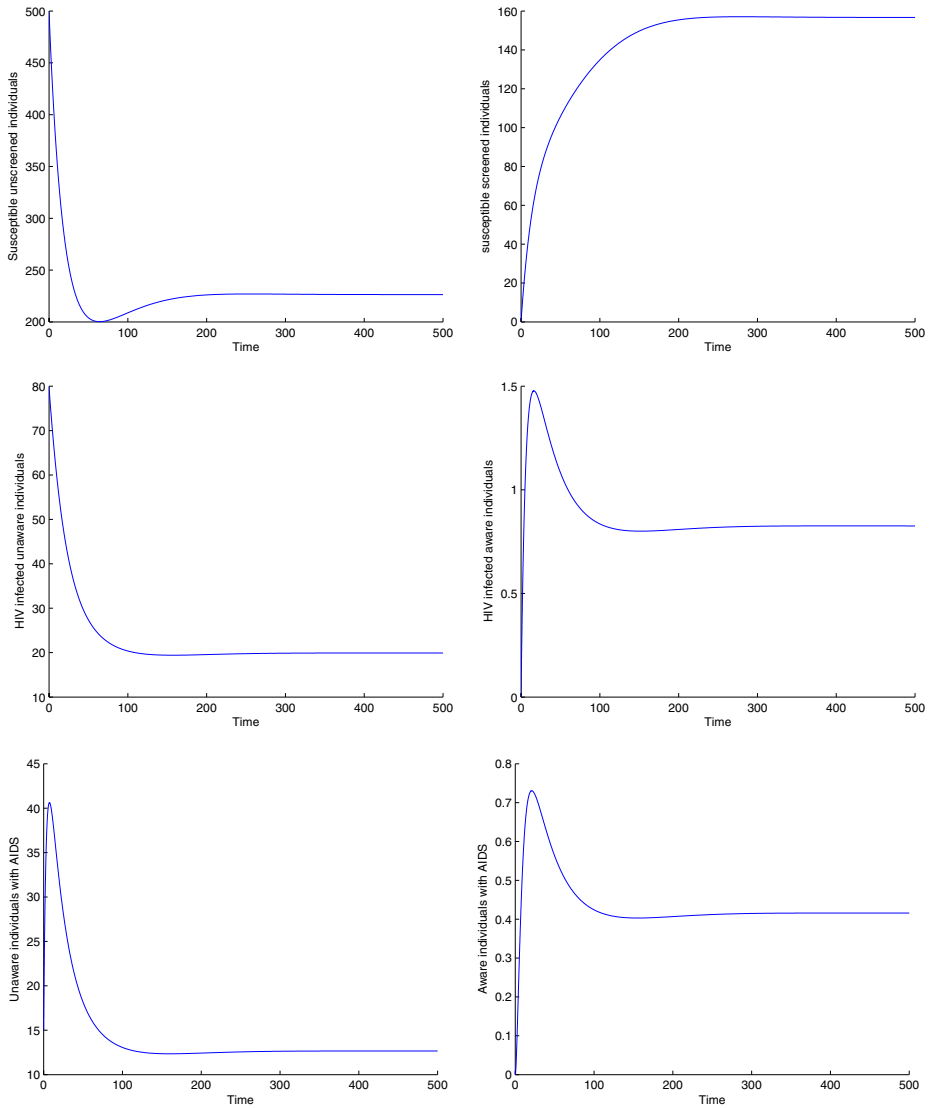 500
450
400
350
300
250
200
0 100 200 300 400 500
Time
Susceptible unscreened individuals
160
140
120
100
80
60
40
20
0
0 100 200 300 400 500
Time
susceptible screened individuals
80
70
60
50
40
30
20
10
0 100 200 300 400 500
Time
HIV infected unaware individuals
1.5
1
0.5
0
0 100 200 300 400 500
Time
HIV infected aware individuals
45
40
35
30
25
20
15
10
0 100 200 300 400 500
Time
Unaware individuals with AIDS
0.8
0.7
0.6
0.5
0.4
0.3
0.2
0.1
0
0 100 200 300 400 500
Time
Aware individuals with AIDS